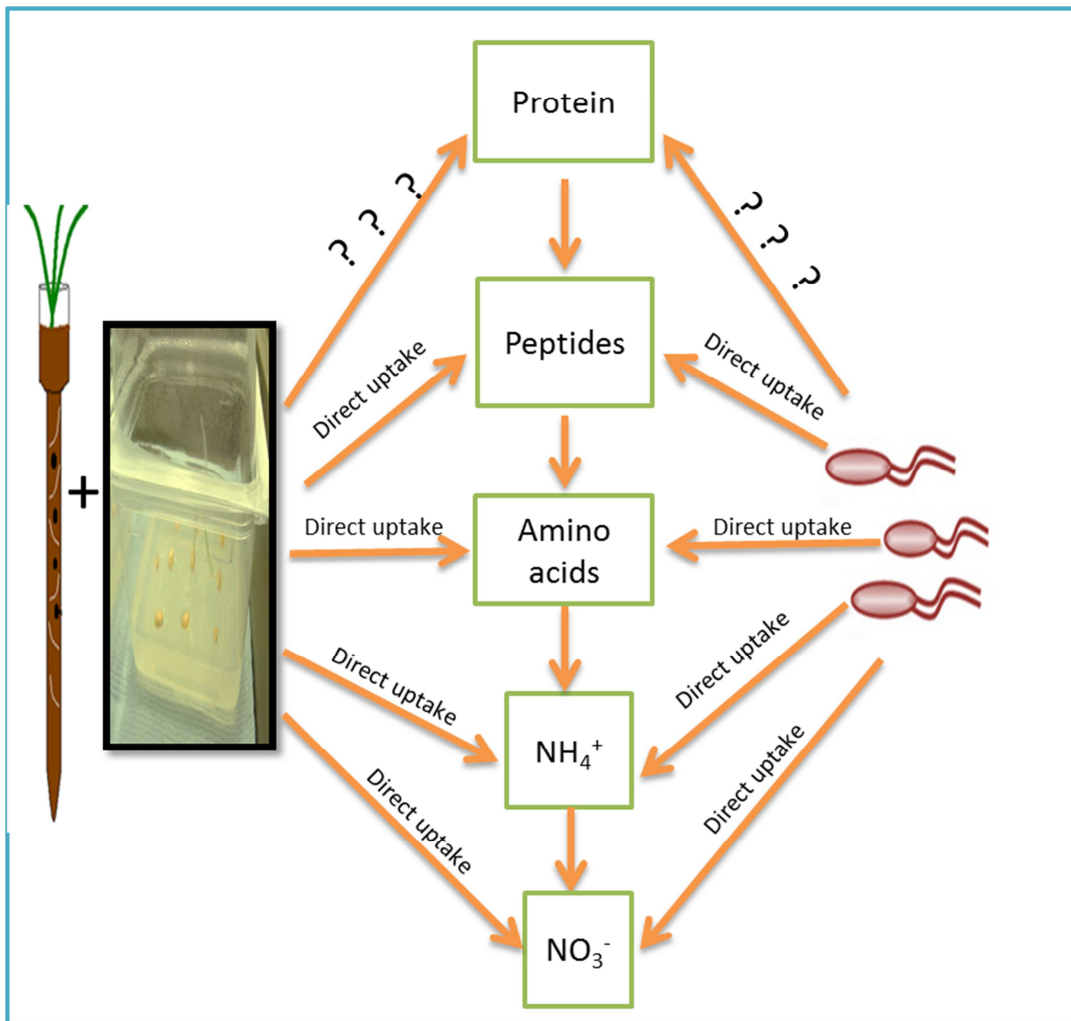 Protein
? ? ?
? ? ?
Peptides
Direct uptake
Direct uptake
+
Amino
acids
Direct uptake
Direct uptake
NH₄⁺
Direct uptake
Direct uptake
NO₃⁻
Direct uptake
Direct uptake